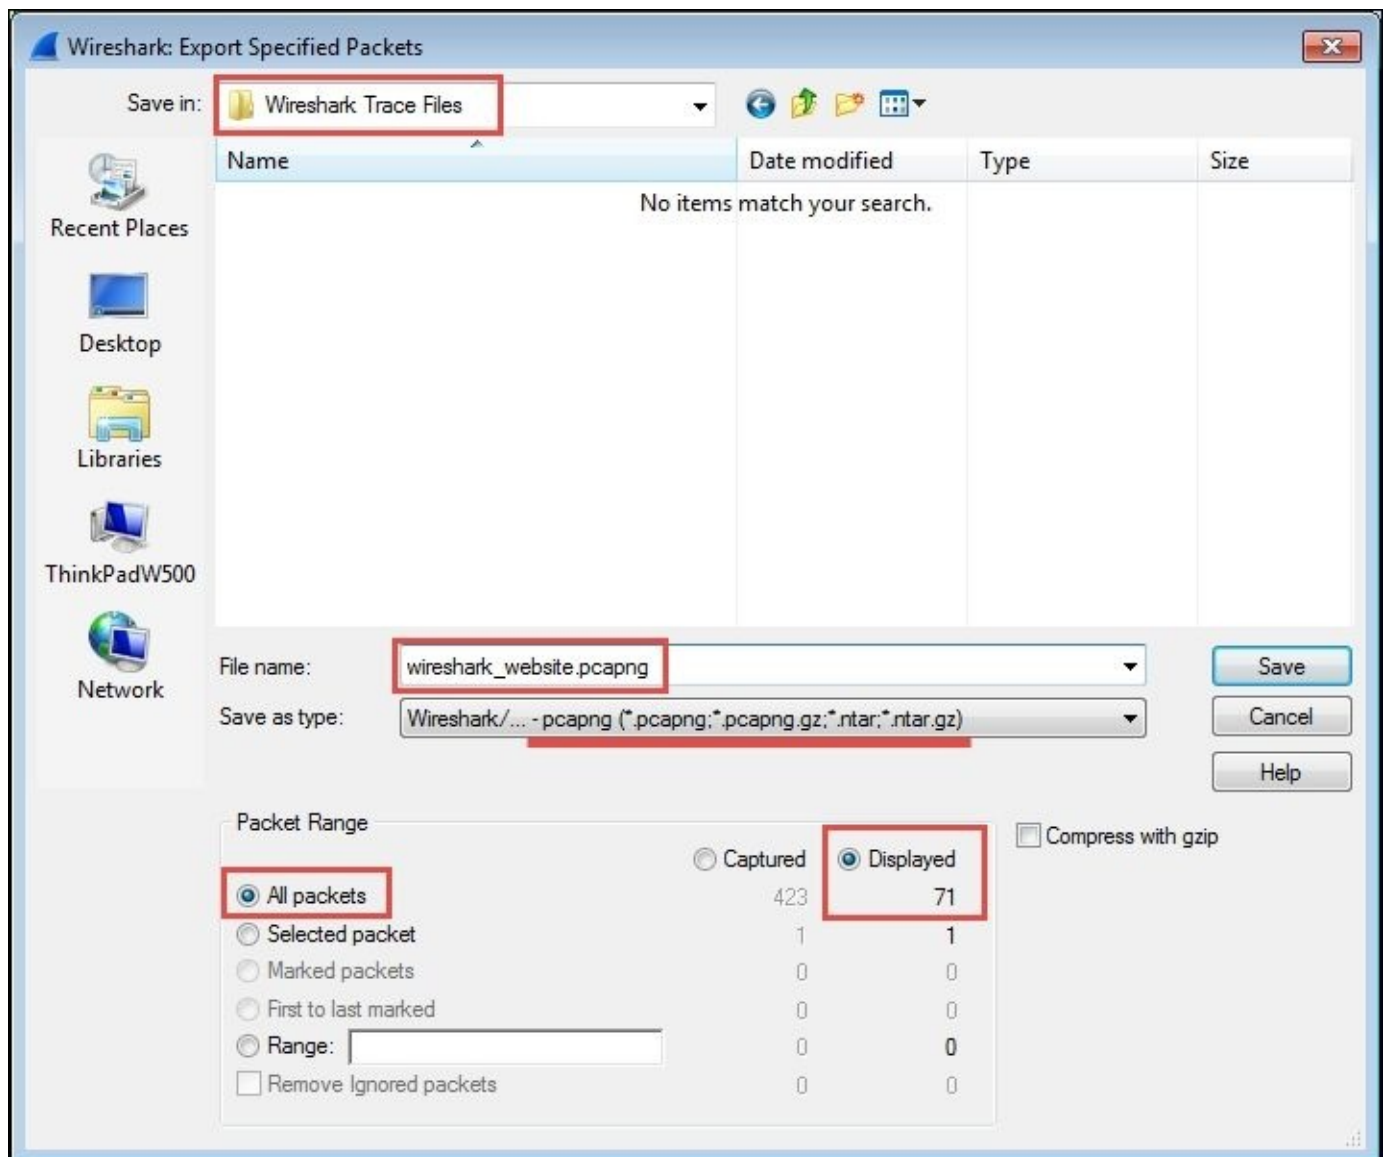 Wireshark: Export Specified Packets
Save in: Wireshark Trace Files
Name Date modified Type Size
No items match your search.
Recent Places
Desktop
Libraries
ThinkPadW500
Network
File name: wireshark_website.pcapng Save
Save as type: Wireshark/... - pcapng (*.pcapng;*.pcapng.gz;*.ntar;*.ntar.gz) Cancel
Help
Packet Range
Compress with gzip
Captured Displayed
All packets 423 71
Selected packet 1 1
Marked packets 0 0
First to last marked 0 0
Range: 0 0
Remove Ignored packets 0 0